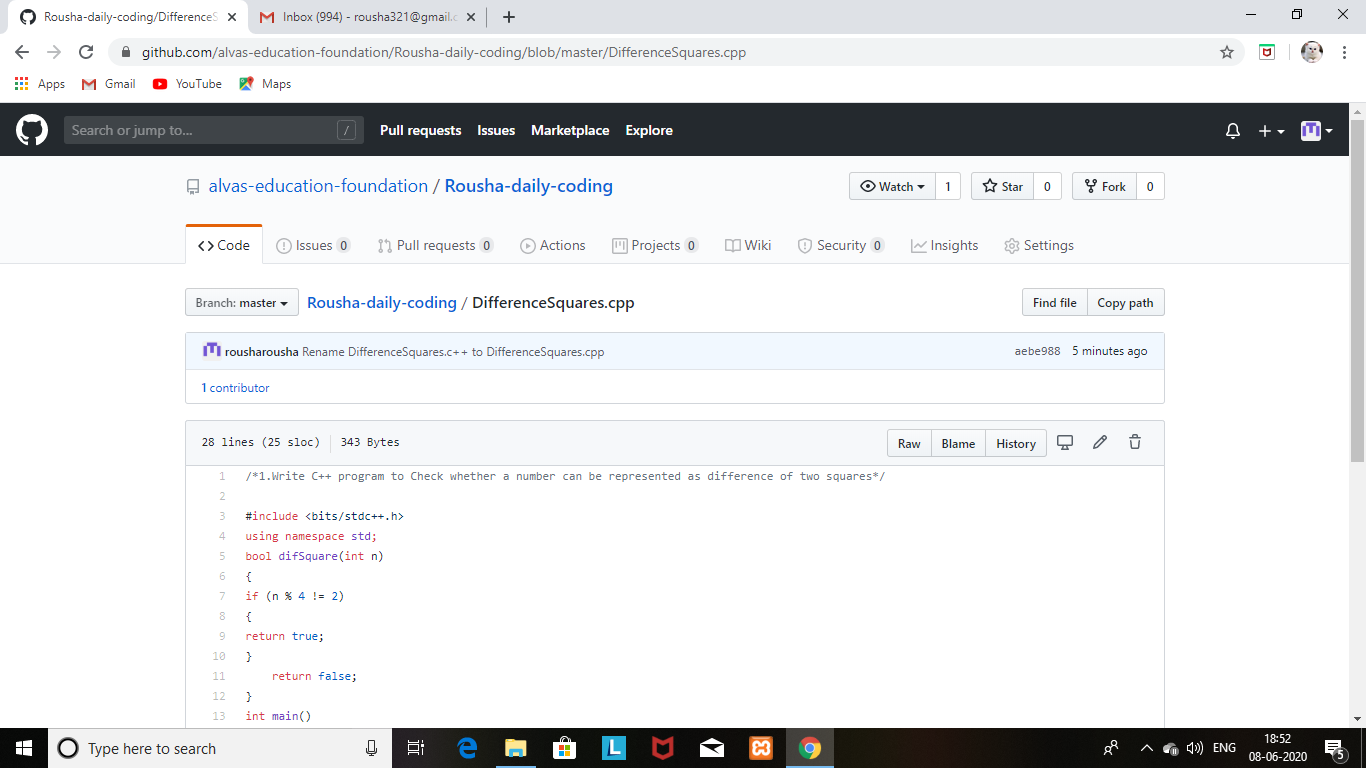 Rousha-daily-coding/DifferenceS
Inbox (994) - rousha321@gmail.c
github.com/alvas-education-foundation/Rousha-daily-coding/blob/master/DifferenceSquares.cpp
Apps Gmail YouTube Maps
Search or jump to... / Pull requests Issues Marketplace Explore
alvas-education-foundation / Rousha-daily-coding
Watch 1 Star 0 Fork 0
Code Issues 0 Pull requests 0 Actions Projects 0 Wiki Security 0 Insights Settings
Branch: master Rousha-daily-coding / DifferenceSquares.cpp Find file Copy path
rousharousha Rename DifferenceSquares.c++ to DifferenceSquares.cpp aebe988 5 minutes ago
1 contributor
28 lines (25 sloc) 343 Bytes Raw Blame History
1 /*1.Write C++ program to Check whether a number can be represented as difference of two squares*/
2
3 #include <bits/stdc++.h>
4 using namespace std;
5 bool difSquare(int n)
6 {
7 if (n % 4 != 2)
8 {
9 return true;
10 }
11 return false;
12 }
13 int main()
Type here to search ENG 18:52
08-06-2020 5